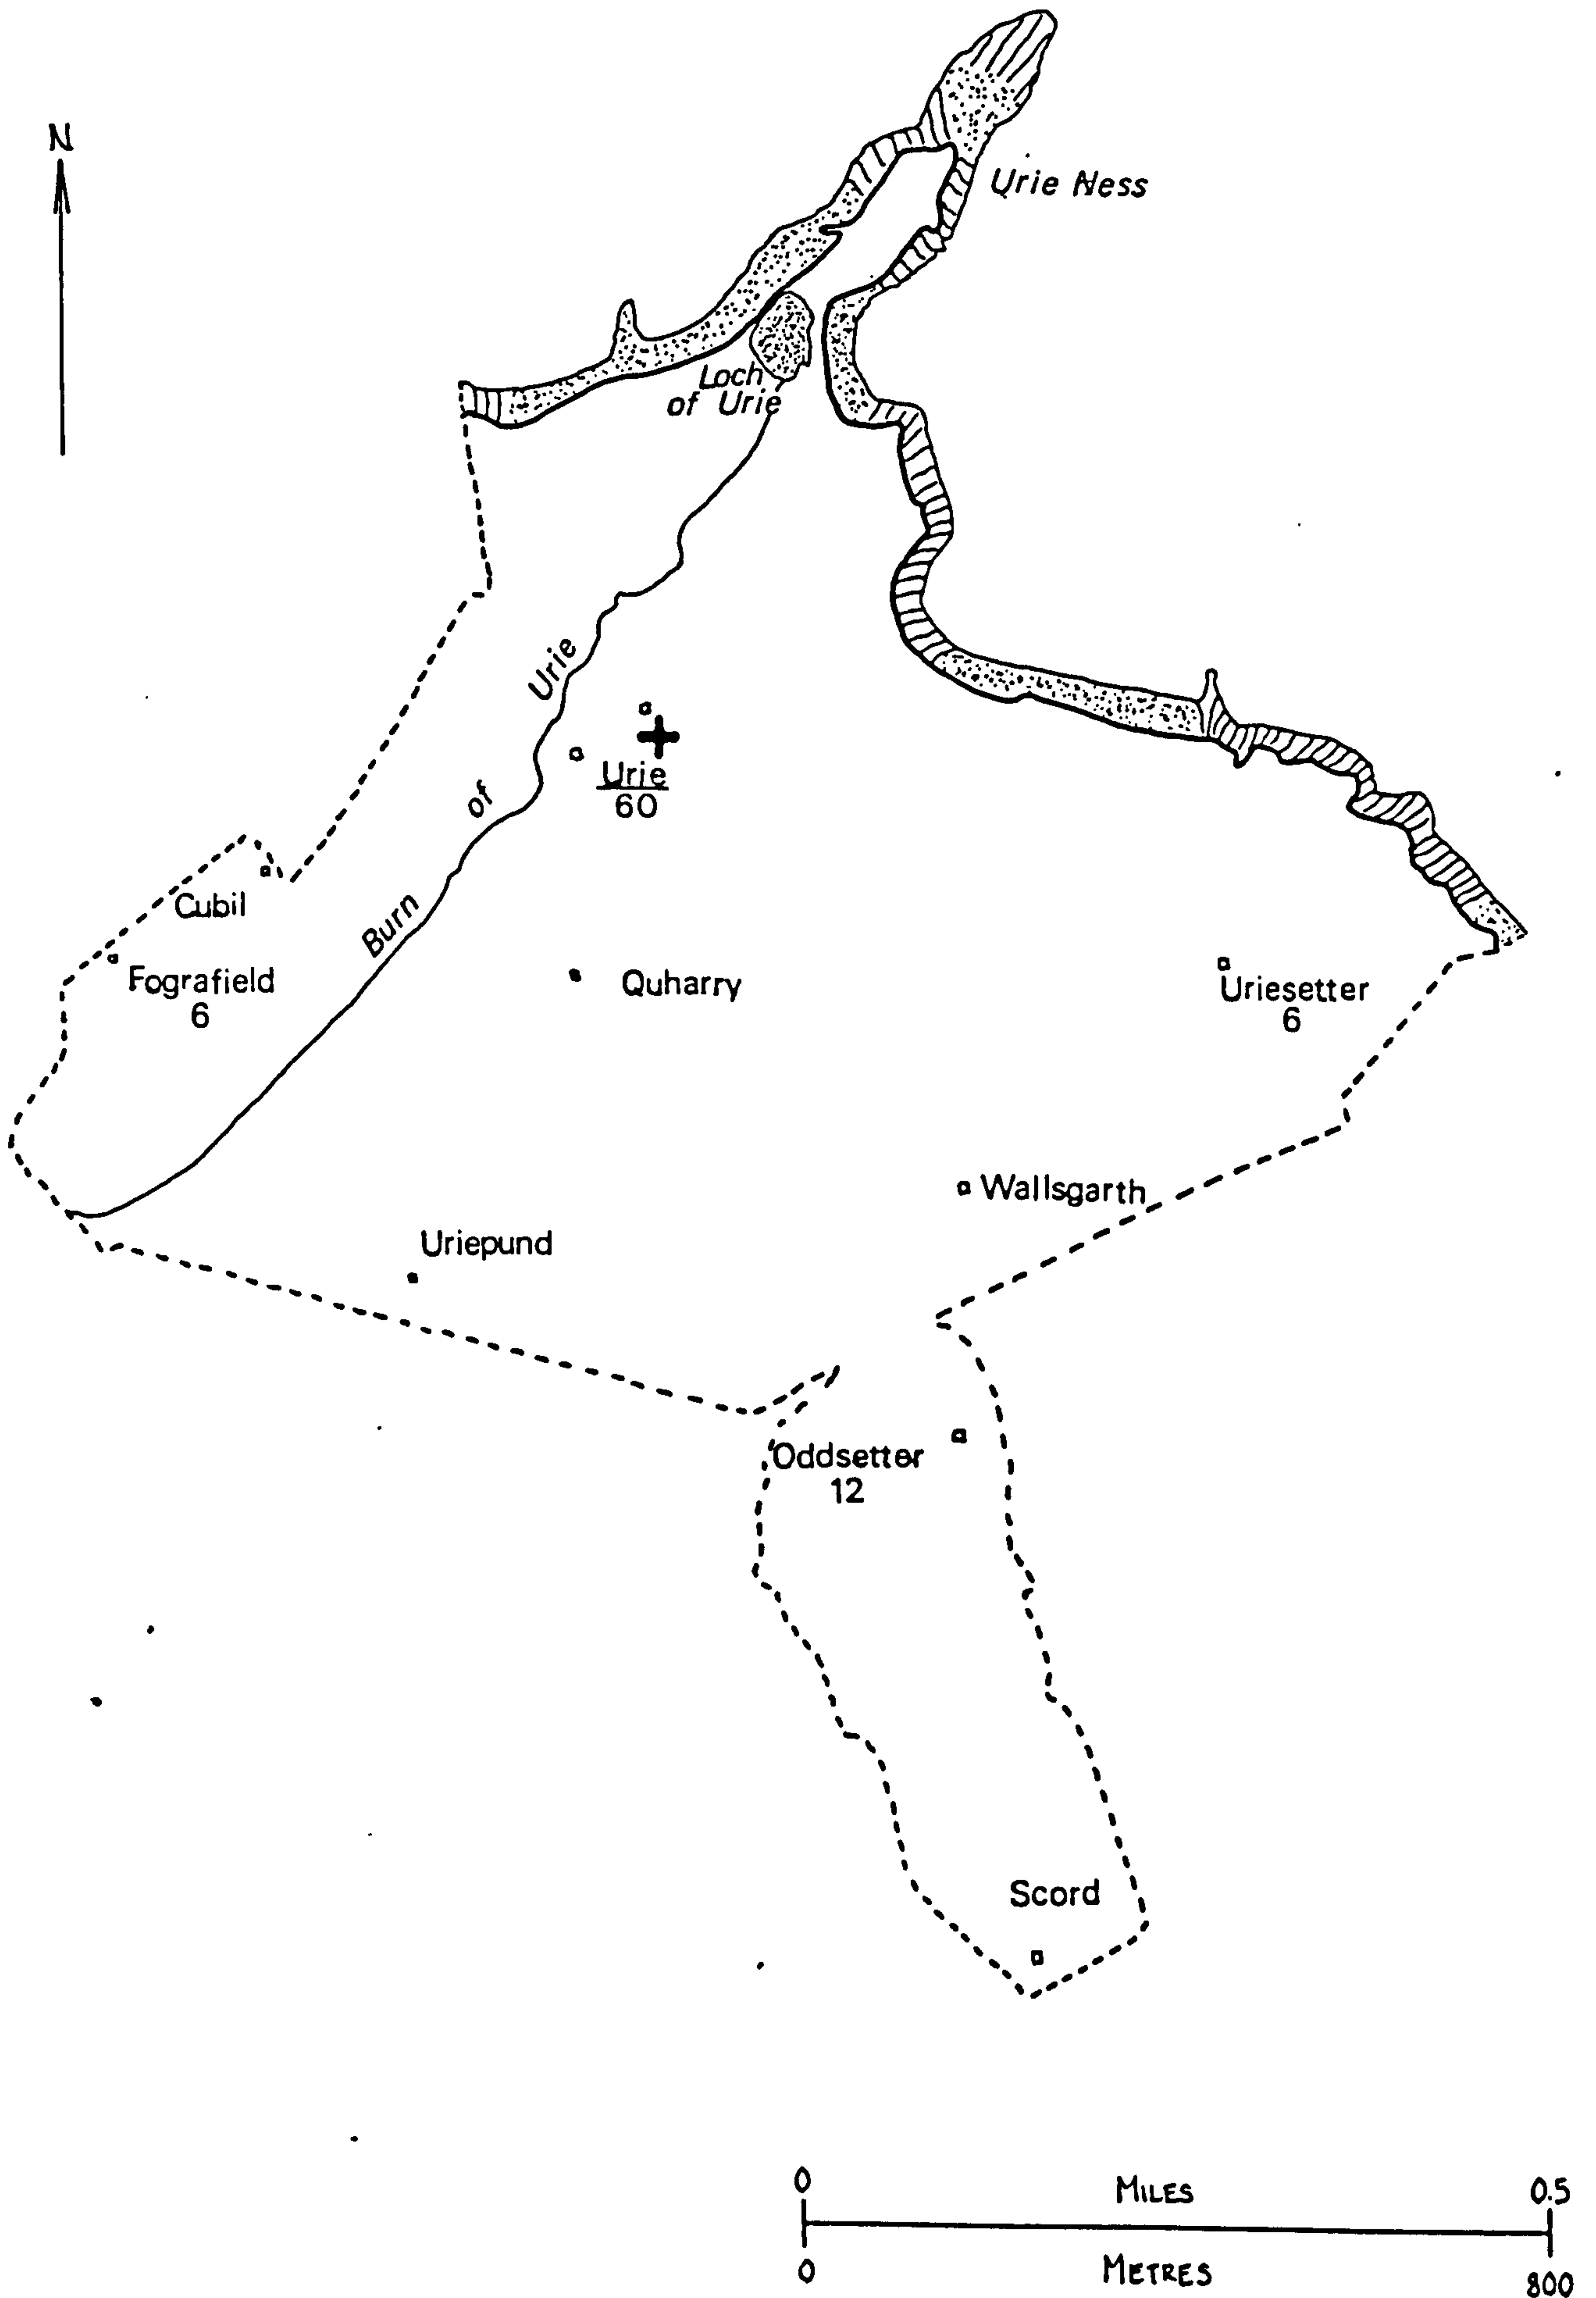 N
Urie Ness
Loch
of Urie
Burn of Urie
Urie
60
Cubil
Fografield
6
Quharry
Uriesetter
6
Wallsgarth
Uriepund
Oddsetter
12
Scord
0 MILES 0.5
0 METRES 800